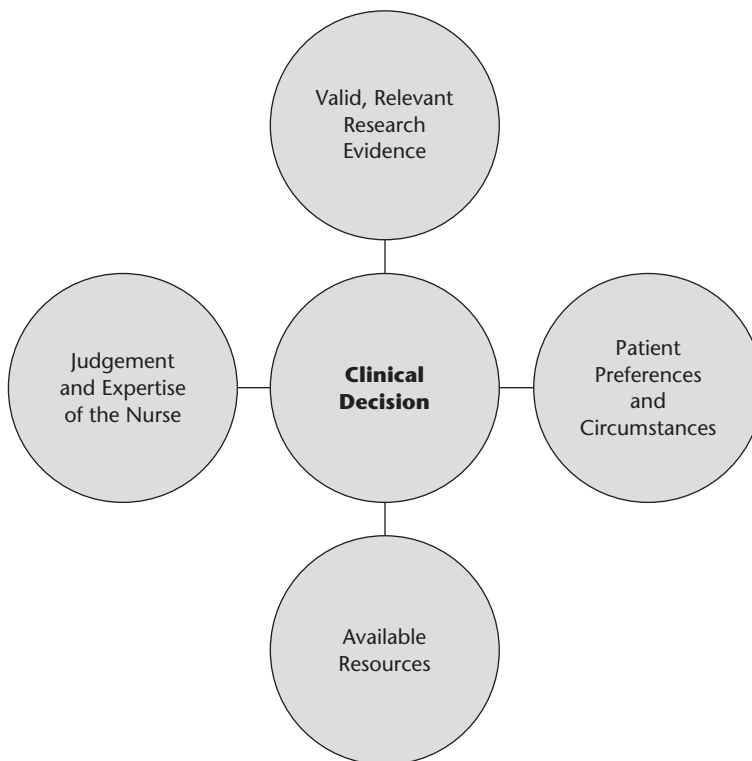 Valid, Relevant
Research
Evidence
Judgement
and Expertise
of the Nurse
Clinical
Decision
Patient
Preferences
and
Circumstances
Available
Resources